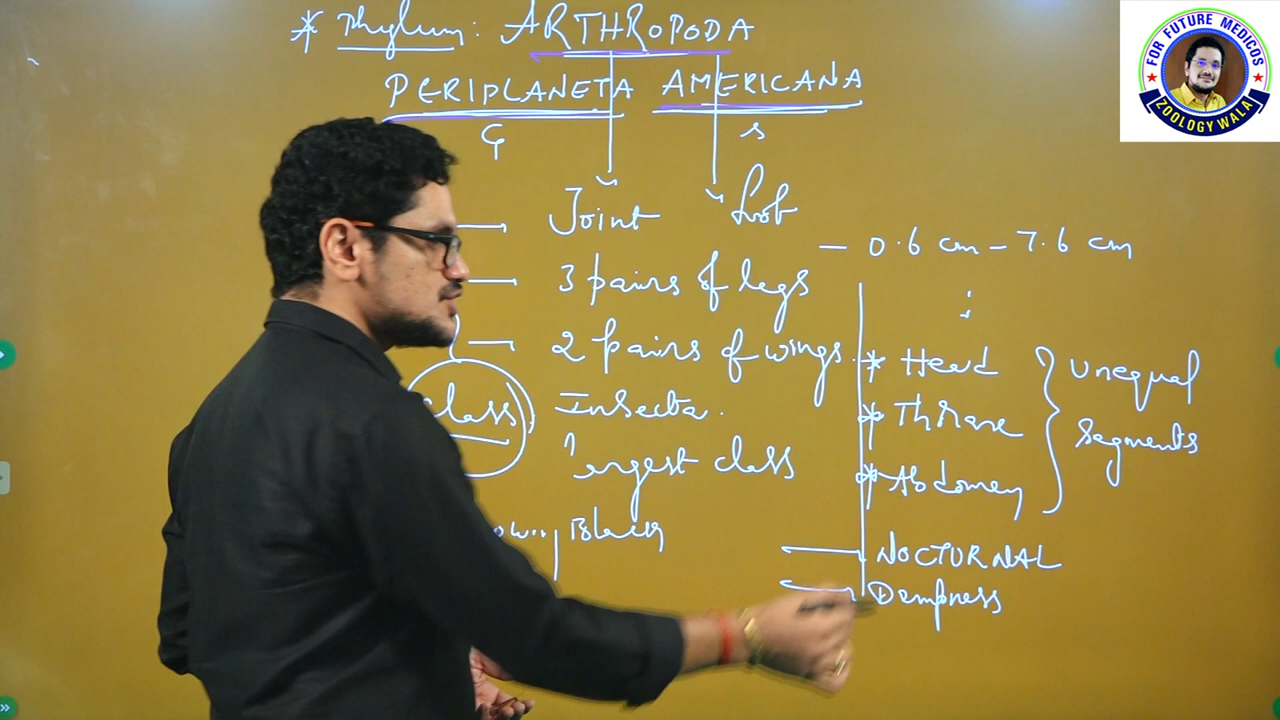 * Phylum: ARTHROPODA
PERIPLANETA AMERICANA
G s
Joint foot
3 pairs of legs
2 pairs of wings.
class Insecta.
largest class
Black
— 0.6 cm – 7.6 cm
* Head
* Thorax
* Abdomen
Unequal
segments
NOCTURNAL
Dampness
FOR FUTURE MEDICOS
ZOOLOGY WALA